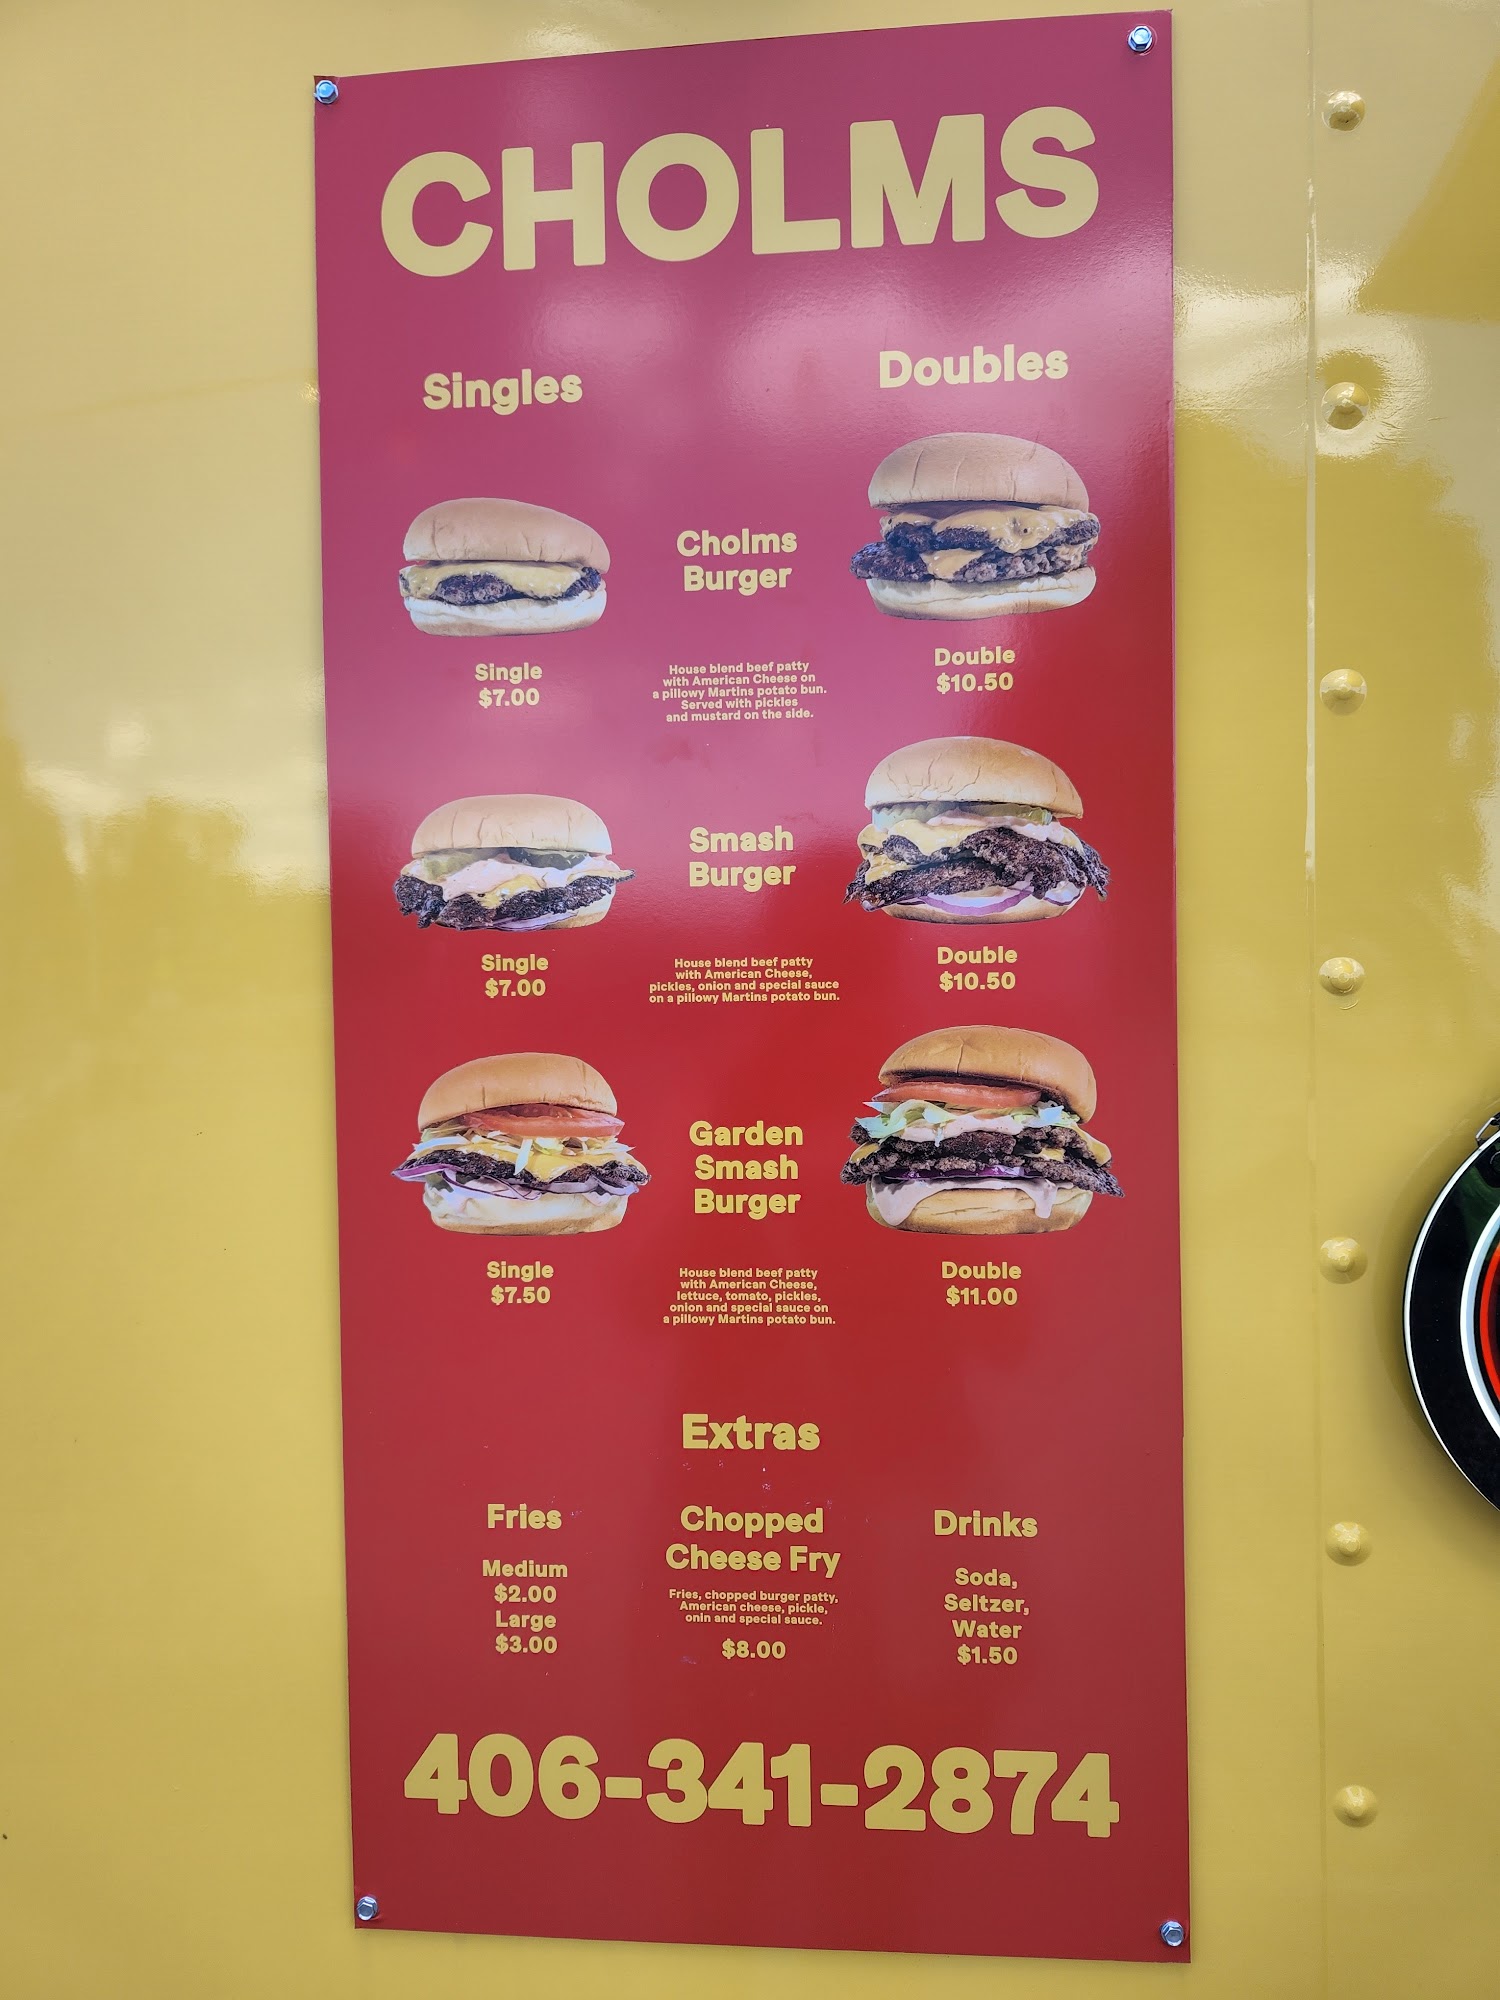 CHOLMS
Singles
Doubles
Cholms
Burger
Single
$7.00
House blend beef patty
with American Cheese on
a pillowy Martins potato bun.
Served with pickles
and mustard on the side.
Double
$10.50
Smash
Burger
Single
$7.00
House blend beef patty
with American Cheese,
pickles, onion and special sauce
on a pillowy Martins potato bun.
Double
$10.50
Garden
Smash
Burger
Single
$7.50
House blend beef patty
with American Cheese,
lettuce, tomato, pickles,
onion and special sauce on
a pillowy Martins potato bun.
Double
$11.00
Extras
Fries
Medium
$2.00
Large
$3.00
Chopped
Cheese Fry
Fries, chopped burger patty,
American cheese, pickle,
onin and special sauce.
$8.00
Drinks
Soda,
Seltzer,
Water
$1.50
406-341-2874